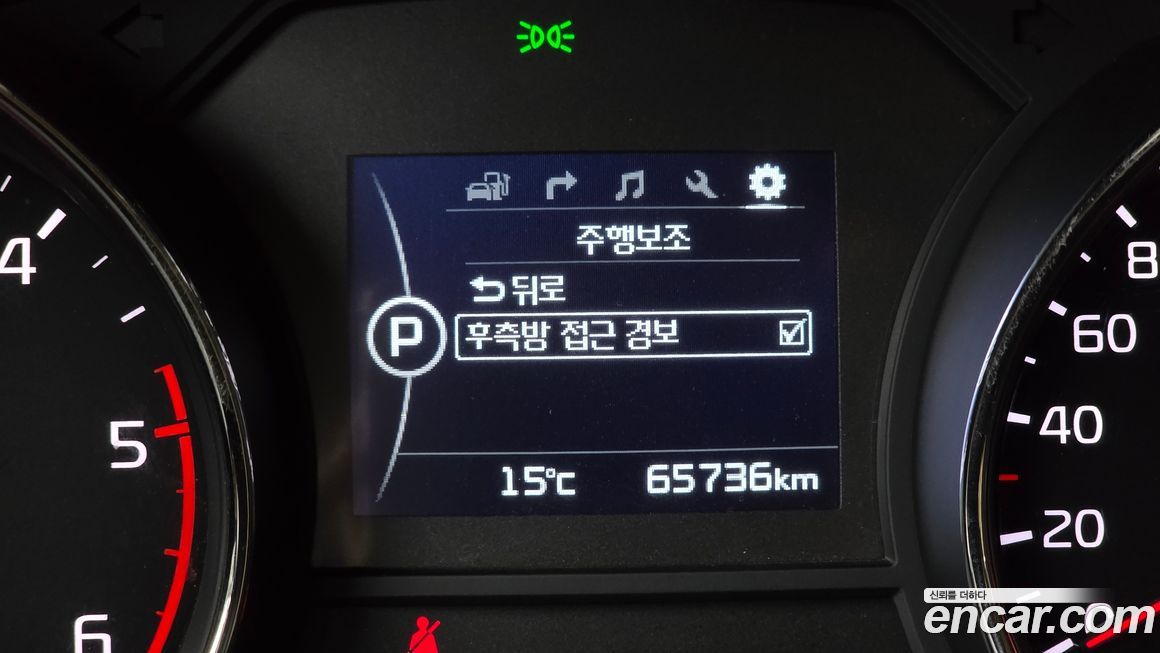 주행보조
뒤로
후측방 접근 경보
P
15℃
65736km
4
5
6
8
60
40
20
신뢰를 더하다
encar.com